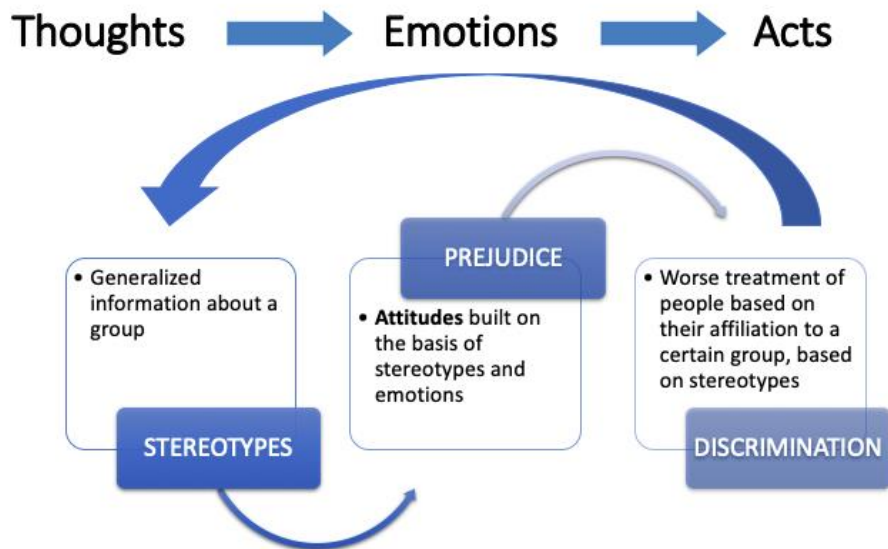 Thoughts Emotions Acts
• Generalized
information about a
group
STEREOTYPES
PREJUDICE
• Attitudes built on
the basis of
stereotypes and
emotions
• Worse treatment of
people based on
their affiliation to a
certain group, based
on stereotypes
DISCRIMINATION